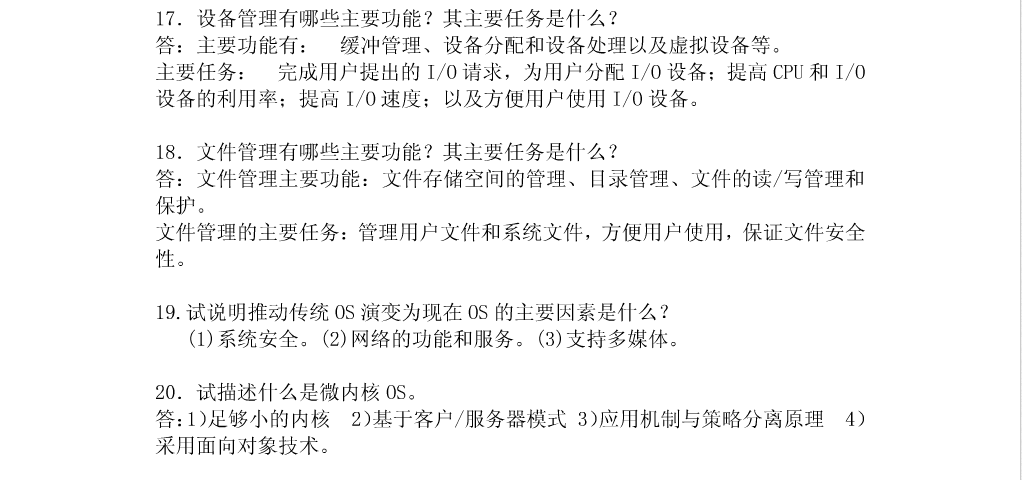 17. 设备管理有哪些主要功能？其主要任务是什么？
答：主要功能有：　缓冲管理、设备分配和设备处理以及虚拟设备等。
主要任务：　完成用户提出的 I/O 请求，为用户分配 I/O 设备；提高 CPU 和 I/O
设备的利用率；提高 I/O 速度；以及方便用户使用 I/O 设备。
18. 文件管理有哪些主要功能？其主要任务是什么？
答：文件管理主要功能：文件存储空间的管理、目录管理、文件的读/写管理和
保护。
文件管理的主要任务：管理用户文件和系统文件，方便用户使用，保证文件安全
性。
19.试说明推动传统 OS 演变为现在 OS 的主要因素是什么？
(1)系统安全。(2)网络的功能和服务。(3)支持多媒体。
20. 试描述什么是微内核 OS。
答:1)足够小的内核　2)基于客户/服务器模式 3)应用机制与策略分离原理　4)
采用面向对象技术。